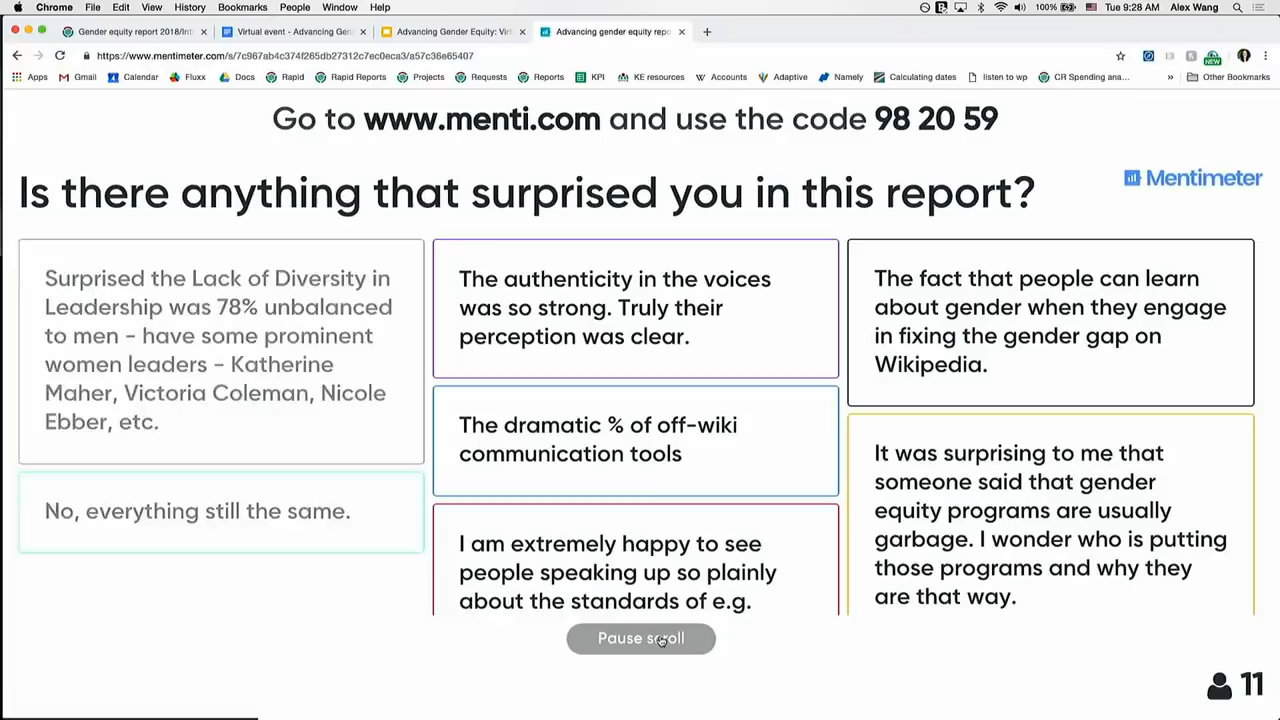 Chrome File Edit View History Bookmarks People Window Help 100% Tue 9:28 AM Alex Wang
Gender equity report 2018/Int Virtual event - Advancing Gen Advancing Gender Equity: Virt Advancing gender equity repo
https://www.mentimeter.com/s/7c967ab4c374f265db27312c7ec0eca3/a57c36e65407
NEW
Apps Gmail Calendar Fluxx Docs Rapid Rapid Reports Projects Requests Reports KPI KE resources Accounts Adaptive Namely Calculating dates listen to wp CR Spending ana... » Other Bookmarks
Go to www.menti.com and use the code 98 20 59
Is there anything that surprised you in this report?
Mentimeter
Surprised the Lack of Diversity in
Leadership was 78% unbalanced
to men - have some prominent
women leaders - Katherine
Maher, Victoria Coleman, Nicole
Ebber, etc.
No, everything still the same.
The authenticity in the voices
was so strong. Truly their
perception was clear.
The dramatic % of off-wiki
communication tools
I am extremely happy to see
people speaking up so plainly
about the standards of e.g.
The fact that people can learn
about gender when they engage
in fixing the gender gap on
Wikipedia.
It was surprising to me that
someone said that gender
equity programs are usually
garbage. I wonder who is putting
those programs and why they
are that way.
Pause scroll
11